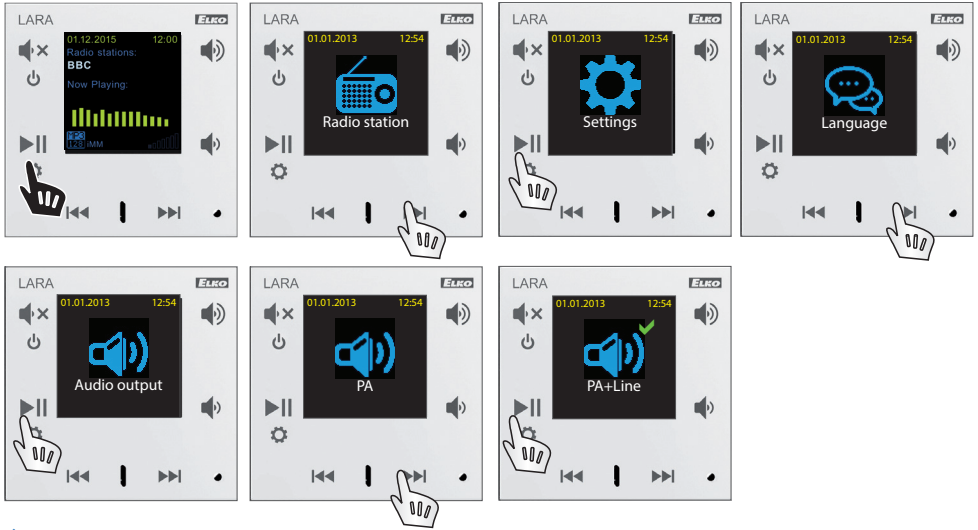 LARA ELKO
01.12.2015 12:00
Radio stations:
BBC
Now Playing:
MP3
128 iMM
LARA ELKO
01.01.2013 12:54
Radio station
LARA ELKO
01.01.2013 12:54
Settings
LARA ELKO
01.01.2013 12:54
Language
LARA ELKO
01.01.2013 12:54
Audio output
LARA ELKO
01.01.2013 12:54
PA
LARA ELKO
01.01.2013 12:54
PA+Line